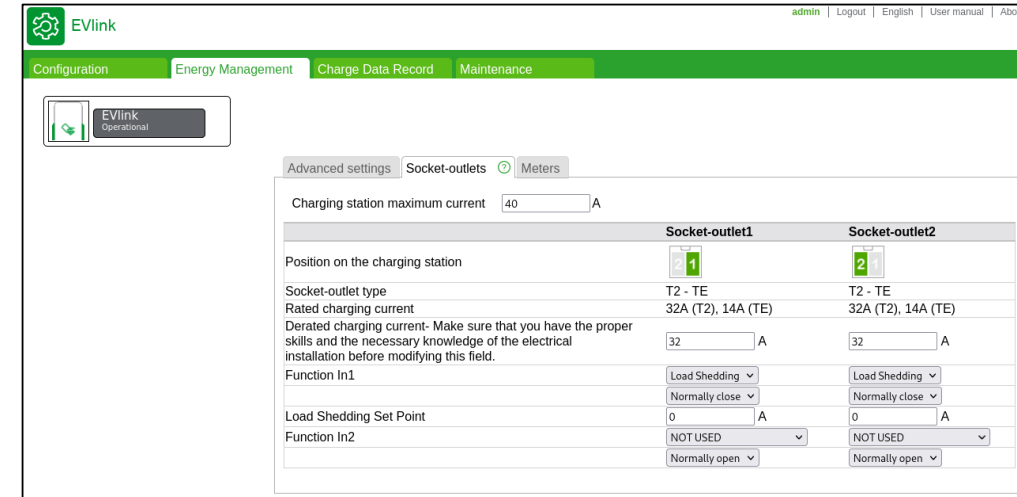 admin | Logout | English | User manual | Abo
EVlink
Configuration Energy Management Charge Data Record Maintenance
EVlink
Operational
Advanced settings Socket-outlets ? Meters
Charging station maximum current 40 A
Socket-outlet1 Socket-outlet2
Position on the charging station 2 1 2 1
Socket-outlet type T2 - TE T2 - TE
Rated charging current 32A (T2), 14A (TE) 32A (T2), 14A (TE)
Derated charging current- Make sure that you have the proper
skills and the necessary knowledge of the electrical
installation before modifying this field. 32 A 32 A
Function In1 Load Shedding Load Shedding
Normally close Normally close
Load Shedding Set Point 0 A 0 A
Function In2 NOT USED NOT USED
Normally open Normally open